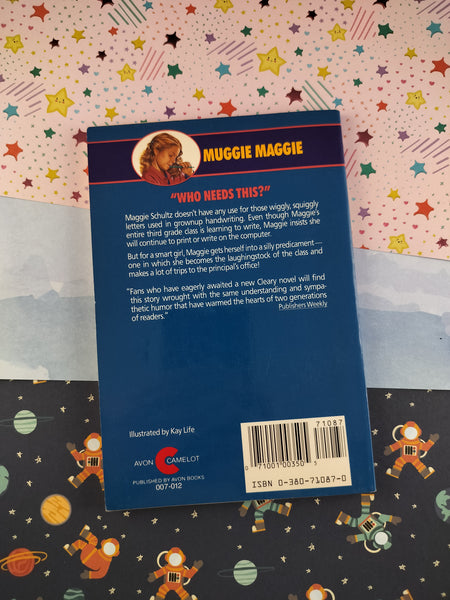 MUGGIE MAGGIE
"WHO NEEDS THIS?"
Maggie Schultz doesn't have any use for those wiggly, squiggly
letters used in grownup handwriting. Even though Maggie's
entire third grade class is learning to write, Maggie insists she
will continue to print or write on the computer.
But for a smart girl, Maggie gets herself into a silly predicament—
one in which she becomes the laughingstock of the class and
makes a lot of trips to the principal's office!
"Fans who have eagerly awaited a new Cleary novel will find
this story wrought with the same understanding and sympa-
thetic humor that have warmed the hearts of two generations
of readers."
Publishers Weekly
Illustrated by Kay Life
AVON CAMELOT
PUBLISHED BY AVON BOOKS
007-012
71087
0 71001 00350 3
ISBN 0-380-71087-0